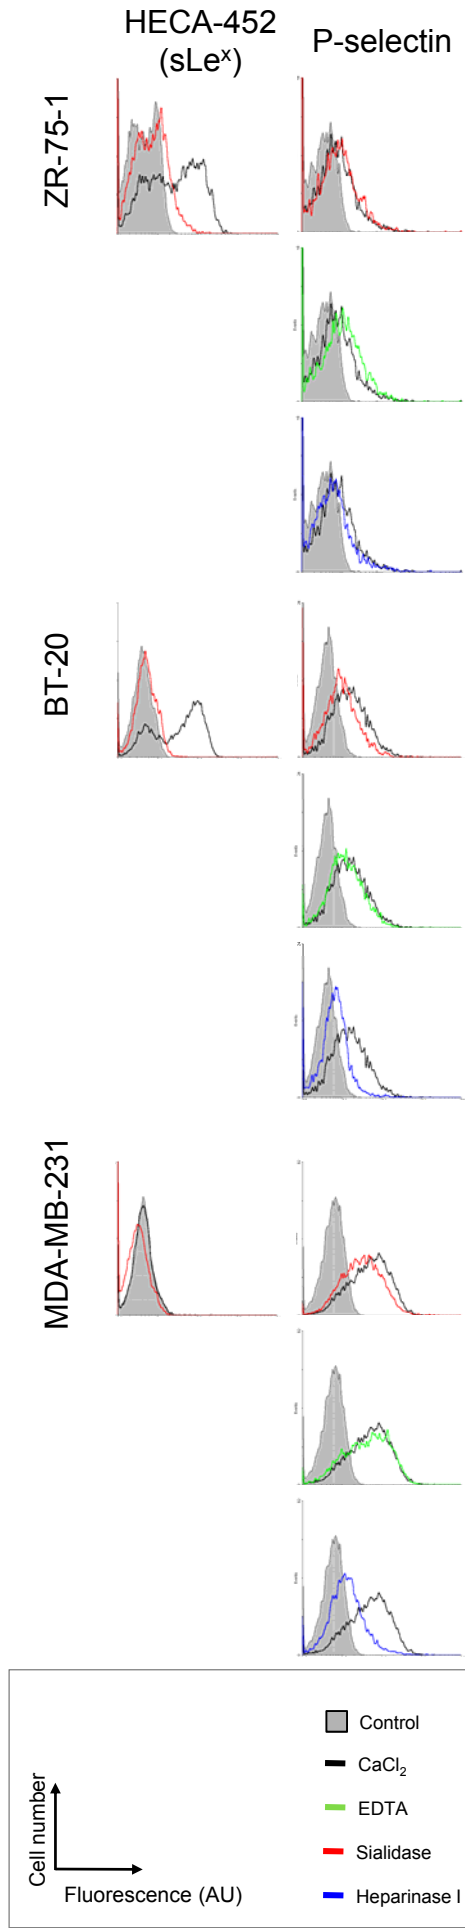 HECA-452
(sLeˣ)
P-selectin
ZR-75-1
BT-20
MDA-MB-231
Control
CaCl₂
EDTA
Sialidase
Heparinase I
Cell number
Fluorescence (AU)